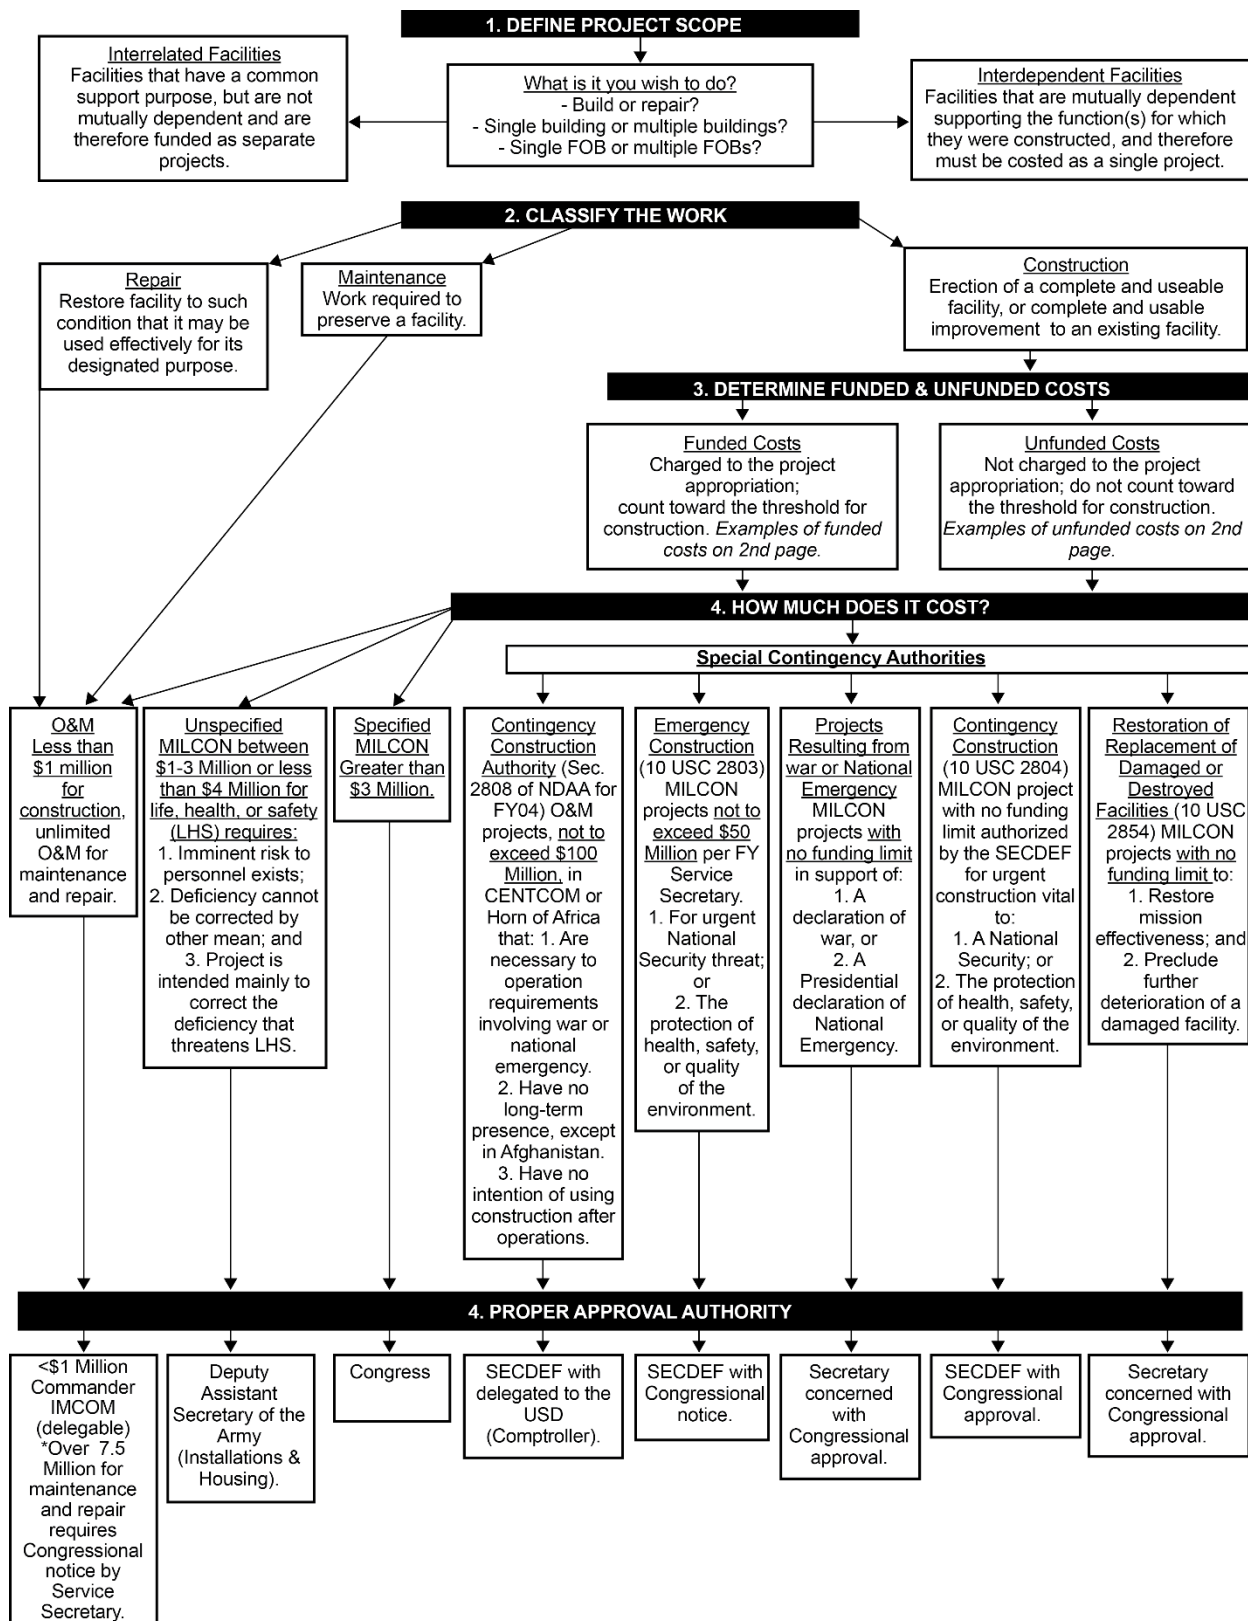 1. DEFINE PROJECT SCOPE
Interrelated Facilities
Facilities that have a common
support purpose, but are not
mutually dependent and are
therefore funded as separate
projects.
What is it you wish to do?
- Build or repair?
- Single building or multiple buildings?
- Single FOB or multiple FOBs?
Interdependent Facilities
Facilities that are mutually dependent
supporting the function(s) for which
they were constructed, and therefore
must be costed as a single project.
2. CLASSIFY THE WORK
Repair
Restore facility to such
condition that it may be
used effectively for its
designated purpose.
Maintenance
Work required to
preserve a facility.
Construction
Erection of a complete and useable
facility, or complete and usable
improvement to an existing facility.
3. DETERMINE FUNDED & UNFUNDED COSTS
Funded Costs
Charged to the project
appropriation;
count toward the threshold for
construction. Examples of funded
costs on 2nd page.
Unfunded Costs
Not charged to the project
appropriation; do not count toward
the threshold for construction.
Examples of unfunded costs on 2nd
page.
4. HOW MUCH DOES IT COST?
Special Contingency Authorities
O&M
Less than
$1 million
for
construction,
unlimited
O&M for
maintenance
and repair.
Unspecified
MILCON between
$1-3 Million or less
than $4 Million for
life, health, or safety
(LHS) requires:
1. Imminent risk to
personnel exists;
2. Deficiency cannot
be corrected by
other mean; and
3. Project is
intended mainly to
correct the
deficiency that
threatens LHS.
Specified
MILCON
Greater than
$3 Million.
Contingency
Construction
Authority (Sec.
2808 of NDAA for
FY04) O&M
projects, not to
exceed $100
Million, in
CENTCOM or
Horn of Africa
that: 1. Are
necessary to
operation
requirements
involving war or
national
emergency.
2. Have no
long-term
presence, except
in Afghanistan.
3. Have no
intention of using
construction after
operations.
Emergency
Construction
(10 USC 2803)
MILCON
projects not to
exceed $50
Million per FY
Service
Secretary.
1. For urgent
National
Security threat;
or
2. The
protection of
health, safety,
or quality
of the
environment.
Projects
Resulting from
war or National
Emergency
MILCON
projects with
no funding limit
in support of:
1. A
declaration of
war, or
2. A
Presidential
declaration of
National
Emergency.
Contingency
Construction
(10 USC 2804)
MILCON project
with no funding
limit authorized
by the SECDEF
for urgent
construction vital
to:
1. A National
Security; or
2. The protection
of health, safety,
or quality of the
environment.
Restoration of
Replacement of
Damaged or
Destroyed
Facilities (10 USC
2854) MILCON
projects with no
funding limit to:
1. Restore
mission
effectiveness; and
2. Preclude
further
deterioration of a
damaged facility.
4. PROPER APPROVAL AUTHORITY
<$1 Million
Commander
IMCOM
(delegable)
*Over 7.5
Million for
maintenance
and repair
requires
Congressional
notice by
Service
Secretary.
Deputy
Assistant
Secretary of the
Army
(Installations &
Housing).
Congress
SECDEF with
delegated to the
USD
(Comptroller).
SECDEF with
Congressional
notice.
Secretary
concerned
with
Congressional
approval.
SECDEF with
Congressional
approval.
Secretary
concerned with
Congressional
approval.